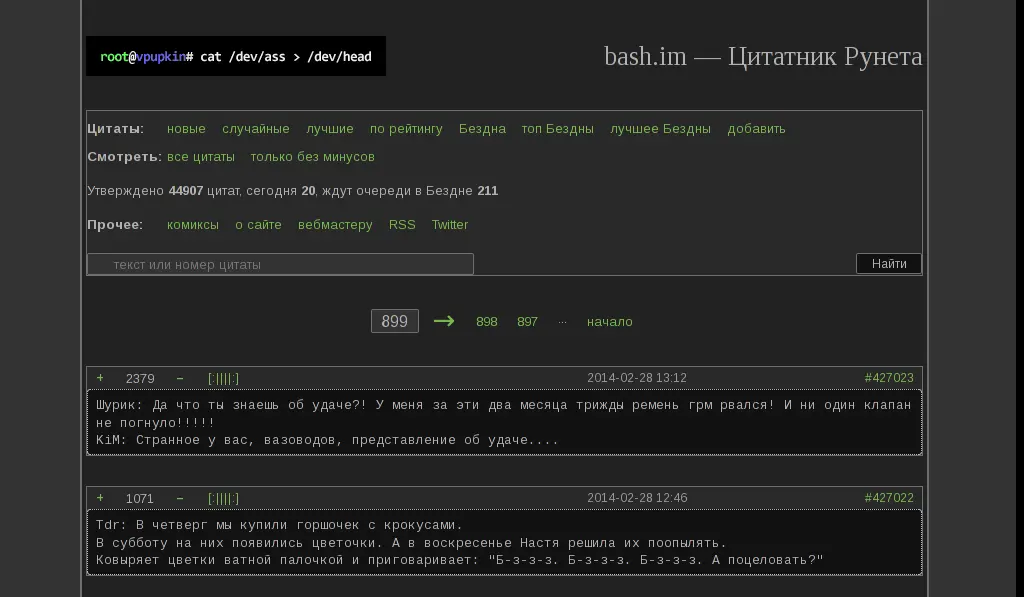 root@vpupkin# cat /dev/ass > /dev/head
bash.im — Цитатник Рунета
Цитаты: новые случайные лучшие по рейтингу Бездна топ Бездны лучшее Бездны добавить
Смотреть: все цитаты только без минусов
Утверждено 44907 цитат, сегодня 20, ждут очереди в Бездне 211
Прочее: комиксы о сайте вебмастеру RSS Twitter
текст или номер цитаты Найти
899 → 898 897 ... начало
+ 2379 – [:||||:] 2014-02-28 13:12 #427023
Шурик: Да что ты знаешь об удаче?! У меня за эти два месяца трижды ремень грм рвался! И ни один клапан
не погнуло!!!!!
KiM: Странное у вас, вазоводов, представление об удаче....
+ 1071 – [:||||:] 2014-02-28 12:46 #427022
Tdr: В четверг мы купили горшочек с крокусами.
В субботу на них появились цветочки. А в воскресенье Настя решила их поопылять.
Ковыряет цветки ватной палочкой и приговаривает: "Б-з-з-з. Б-з-з-з. Б-з-з-з. А поцеловать?"